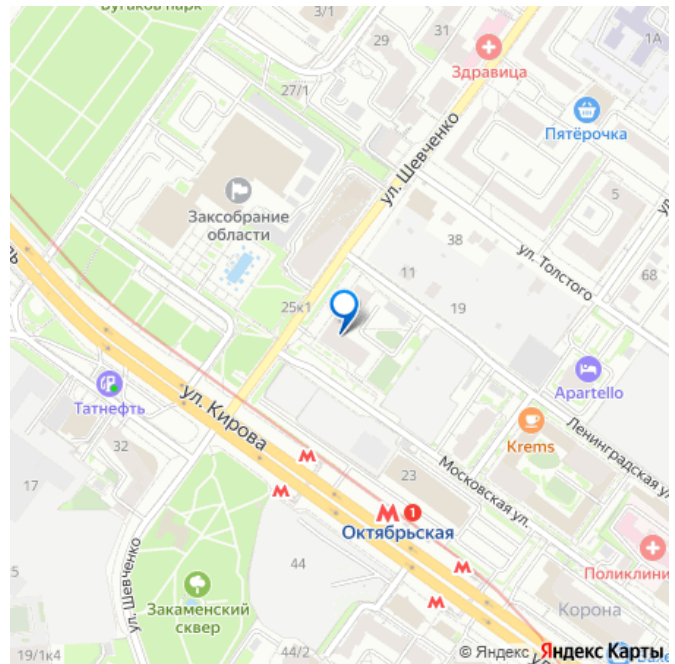 Бугаков парк
3/1
31
1А
29
Здравица
27/1
Пятёрочка
ул. Шевченко
Заксобрание
области
5
38
ул. Толстого
11
68
25к1
19
Татнефть
ул. Кирова
Apartello
Krems
32
Ленинградская ул.
17
23
Московская ул.
1
Октябрьская
ул. Шевченко
44
Поликлини
5
Закаменский
сквер
Корона
19/1к4
44/2
© Яндекс Яндекс Карты